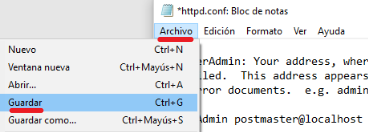 *httpd.conf: Bloc de notas
Archivo Edición Formato Ver Ayuda
Nuevo Ctrl+N
Ventana nueva Ctrl+Mayús+N
Abrir... Ctrl+A
Guardar Ctrl+G
Guardar como... Ctrl+Mayús+S
erAdmin: Your address, wher
led. This address appears
ror documents. e.g. admin
Admin postmaster@localhost